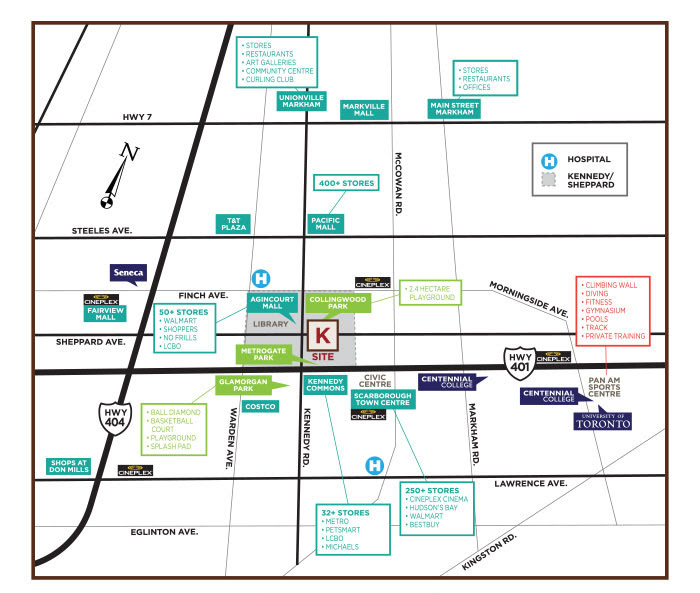 • STORES
• RESTAURANTS
• ART GALLERIES
• COMMUNITY CENTRE
• CURLING CLUB
• STORES
• RESTAURANTS
• OFFICES
UNIONVILLE
MARKHAM
MARKVILLE
MALL
MAIN STREET
MARKHAM
HWY 7
N
H HOSPITAL
KENNEDY/
SHEPPARD
McCOWAN RD.
400+ STORES
T&T
PLAZA
PACIFIC
MALL
STEELES AVE.
Seneca
H
CINEPLEX
• 2.4 HECTARE
PLAYGROUND
MORNINGSIDE AVE.
• CLIMBING WALL
• DIVING
• FITNESS
• GYMNASIUM
• POOLS
• TRACK
• PRIVATE TRAINING
CINEPLEX
FAIRVIEW
MALL
FINCH AVE.
AGINCOURT
MALL
COLLINGWOOD
PARK
50+ STORES
• WALMART
• SHOPPERS
• NO FRILLS
• LCBO
LIBRARY
K
SITE
SHEPPARD AVE.
METROGATE
PARK
HWY
401
CINEPLEX
GLAMORGAN
PARK
KENNEDY
COMMONS
CIVIC
CENTRE
SCARBOROUGH
TOWN CENTRE
CINEPLEX
CENTENNIAL
COLLEGE
CENTENNIAL
COLLEGE
PAN AM
SPORTS
CENTRE
UNIVERSITY OF
TORONTO
HWY
404
• BALL DIAMOND
• BASKETBALL
COURT
• PLAYGROUND
• SPLASH PAD
COSTCO
WARDEN AVE.
KENNEDY RD.
MARKHAM RD.
SHOPS AT
DON MILLS
CINEPLEX
H
LAWRENCE AVE.
250+ STORES
• CINEPLEX CINEMA
• HUDSON'S BAY
• WALMART
• BESTBUY
32+ STORES
• METRO
• PETSMART
• LCBO
• MICHAELS
EGLINTON AVE.
KINGSTON RD.